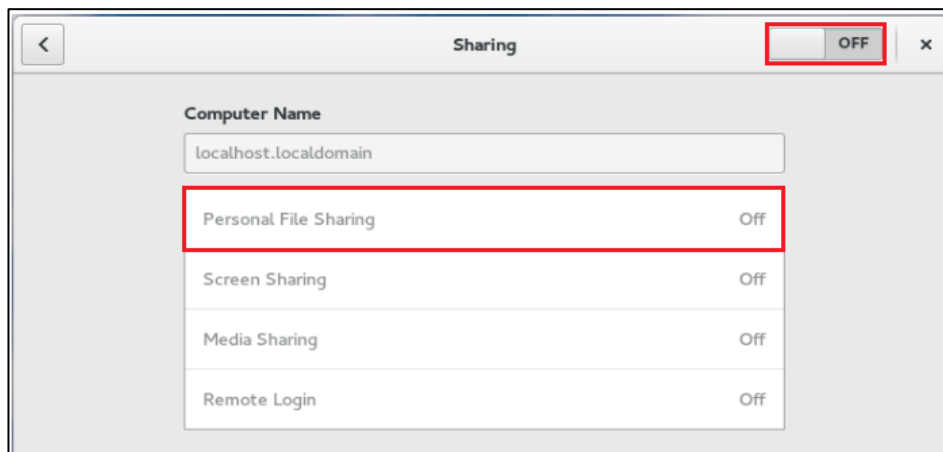 Sharing
OFF
Computer Name
localhost.localdomain
Personal File Sharing Off
Screen Sharing Off
Media Sharing Off
Remote Login Off